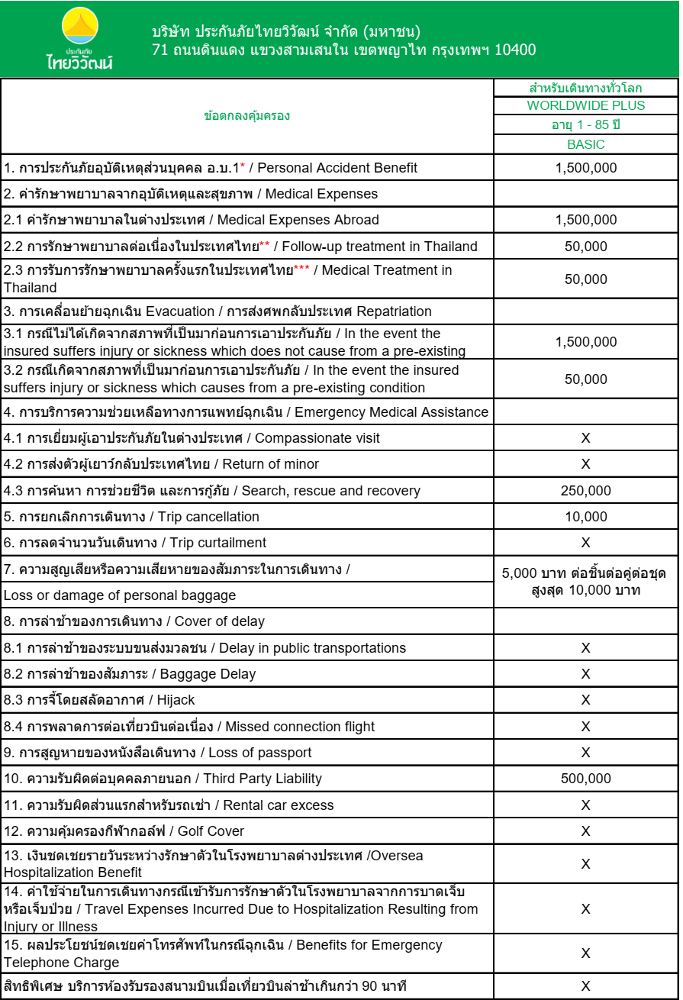 ประกันภัย
ไทยวิวัฒน์
บริษัท ประกันภัยไทยวิวัฒน์ จำกัด (มหาชน)
71 ถนนดินแดง แขวงสามเสนใน เขตพญาไท กรุงเทพฯ 10400
ข้อตกลงคุ้มครอง
สำหรับเดินทางทั่วโลก
WORLDWIDE PLUS
อายุ 1 - 85 ปี
BASIC
1. การประกันภัยอุบัติเหตุส่วนบุคคล อ.บ.1* / Personal Accident Benefit 1,500,000
2. ค่ารักษาพยาบาลจากอุบัติเหตุและสุขภาพ / Medical Expenses
2.1 ค่ารักษาพยาบาลในต่างประเทศ / Medical Expenses Abroad 1,500,000
2.2 การรักษาพยาบาลต่อเนื่องในประเทศไทย** / Follow-up treatment in Thailand 50,000
2.3 การรับการรักษาพยาบาลครั้งแรกในประเทศไทย*** / Medical Treatment in
Thailand
50,000
3. การเคลื่อนย้ายฉุกเฉิน Evacuation / การส่งศพกลับประเทศ Repatriation
3.1 กรณีไม่ได้เกิดจากสภาพที่เป็นมาก่อนการเอาประกันภัย / In the event the
insured suffers injury or sickness which does not cause from a pre-existing
1,500,000
3.2 กรณีเกิดจากสภาพที่เป็นมาก่อนการเอาประกันภัย / In the event the insured
suffers injury or sickness which causes from a pre-existing condition
50,000
4. การบริการความช่วยเหลือทางการแพทย์ฉุกเฉิน / Emergency Medical Assistance
4.1 การเยี่ยมผู้เอาประกันภัยในต่างประเทศ / Compassionate visit X
4.2 การส่งตัวผู้เยาว์กลับประเทศไทย / Return of minor X
4.3 การค้นหา การช่วยชีวิต และการกู้ภัย / Search, rescue and recovery 250,000
5. การยกเลิกการเดินทาง / Trip cancellation 10,000
6. การลดจำนวนวันเดินทาง / Trip curtailment X
7. ความสูญเสียหรือความเสียหายของสัมภาระในการเดินทาง /
Loss or damage of personal baggage
5,000 บาท ต่อชิ้นต่อคู่ต่อชุด
สูงสุด 10,000 บาท
8. การล่าช้าของการเดินทาง / Cover of delay
8.1 การล่าช้าของระบบขนส่งมวลชน / Delay in public transportations X
8.2 การล่าช้าของสัมภาระ / Baggage Delay X
8.3 การจี้โดยสลัดอากาศ / Hijack X
8.4 การพลาดการต่อเที่ยวบินต่อเนื่อง / Missed connection flight X
9. การสูญหายของหนังสือเดินทาง / Loss of passport X
10. ความรับผิดต่อบุคคลภายนอก / Third Party Liability 500,000
11. ความรับผิดส่วนแรกสำหรับรถเช่า / Rental car excess X
12. ความคุ้มครองกีฬากอล์ฟ / Golf Cover X
13. เงินชดเชยรายวันระหว่างรักษาตัวในโรงพยาบาลต่างประเทศ /Oversea
Hospitalization Benefit
X
14. ค่าใช้จ่ายในการเดินทางกรณีเข้ารับการรักษาตัวในโรงพยาบาลจากการบาดเจ็บ
หรือเจ็บป่วย / Travel Expenses Incurred Due to Hospitalization Resulting from
Injury or Illness
X
15. ผลประโยชน์ชดเชยค่าโทรศัพท์ในกรณีฉุกเฉิน / Benefits for Emergency
Telephone Charge
X
สิทธิพิเศษ บริการห้องรับรองสนามบินเมื่อเที่ยวบินล่าช้าเกินกว่า 90 นาที X